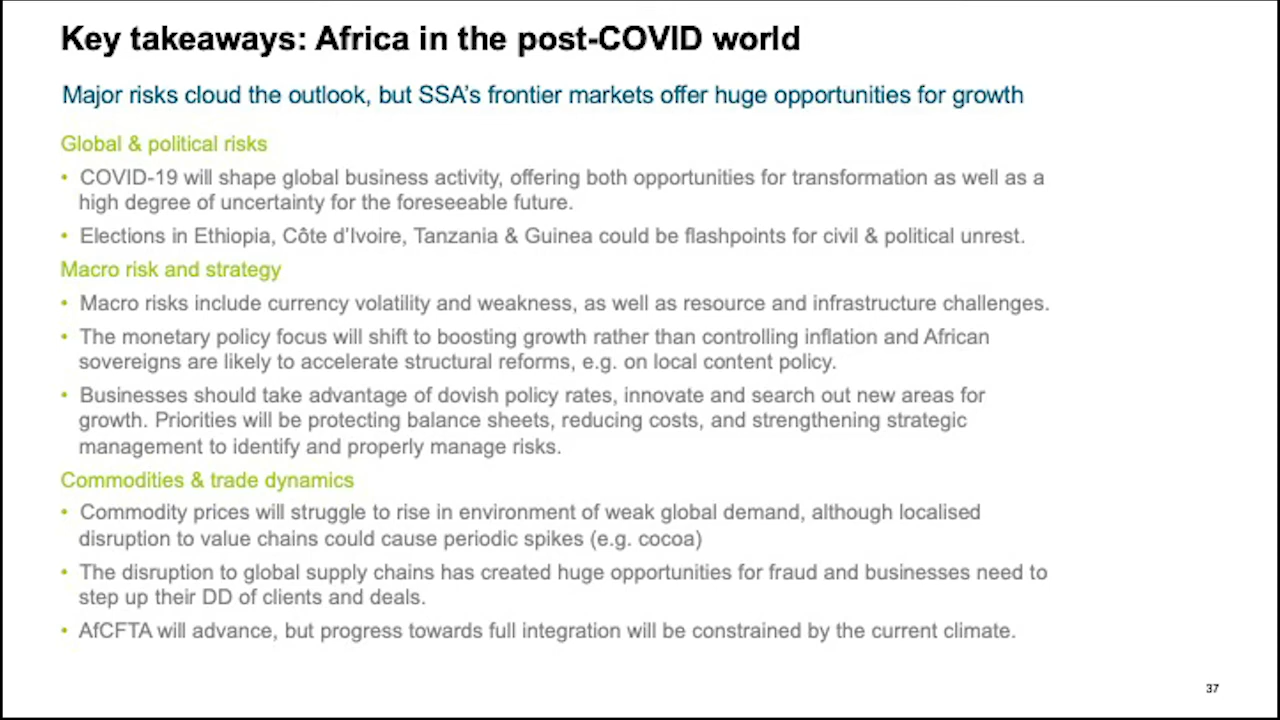 Key takeaways: Africa in the post-COVID world
Major risks cloud the outlook, but SSA's frontier markets offer huge opportunities for growth
Global & political risks
• COVID-19 will shape global business activity, offering both opportunities for transformation as well as a
high degree of uncertainty for the foreseeable future.
• Elections in Ethiopia, Côte d'Ivoire, Tanzania & Guinea could be flashpoints for civil & political unrest.
Macro risk and strategy
• Macro risks include currency volatility and weakness, as well as resource and infrastructure challenges.
• The monetary policy focus will shift to boosting growth rather than controlling inflation and African
sovereigns are likely to accelerate structural reforms, e.g. on local content policy.
• Businesses should take advantage of dovish policy rates, innovate and search out new areas for
growth. Priorities will be protecting balance sheets, reducing costs, and strengthening strategic
management to identify and properly manage risks.
Commodities & trade dynamics
• Commodity prices will struggle to rise in environment of weak global demand, although localised
disruption to value chains could cause periodic spikes (e.g. cocoa)
• The disruption to global supply chains has created huge opportunities for fraud and businesses need to
step up their DD of clients and deals.
• AfCFTA will advance, but progress towards full integration will be constrained by the current climate.
37